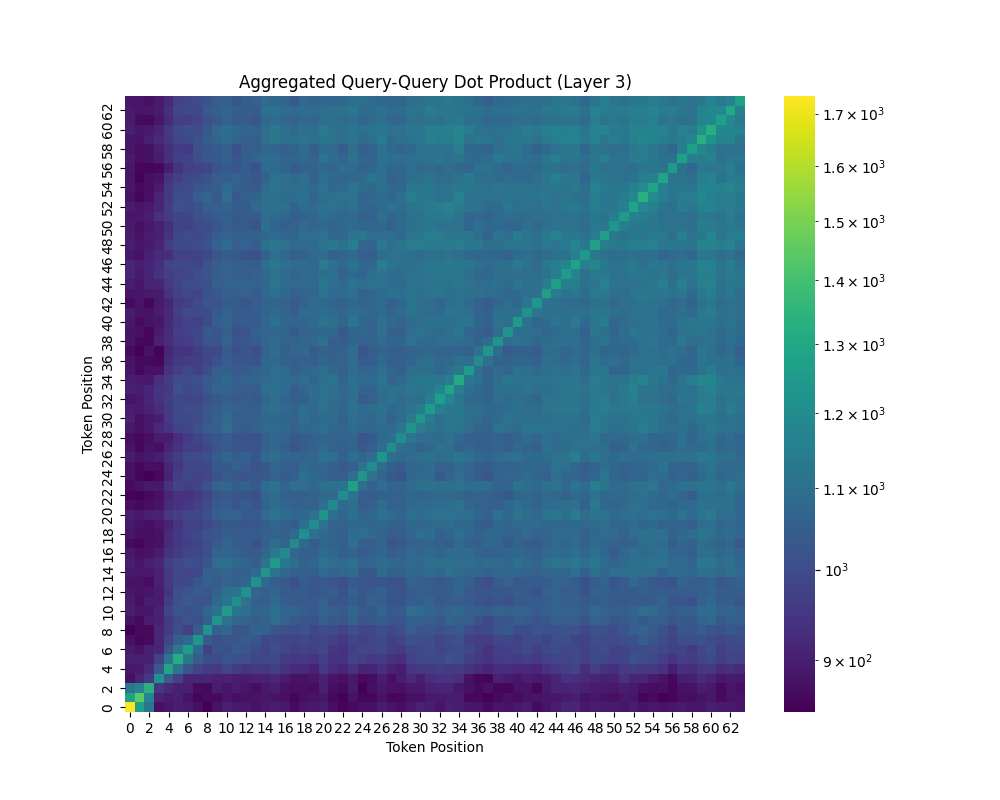 Aggregated Query-Query Dot Product (Layer 3)
Token Position
62
60
58
56
54
52
50
48
46
44
42
40
38
36
34
32
30
28
26
24
22
20
18
16
14
12
10
8
6
4
2
0
0 2 4 6 8 10 12 14 16 18 20 22 24 26 28 30 32 34 36 38 40 42 44 46 48 50 52 54 56 58 60 62
Token Position
1.7 × 10³
1.6 × 10³
1.5 × 10³
1.4 × 10³
1.3 × 10³
1.2 × 10³
1.1 × 10³
10³
9 × 10²